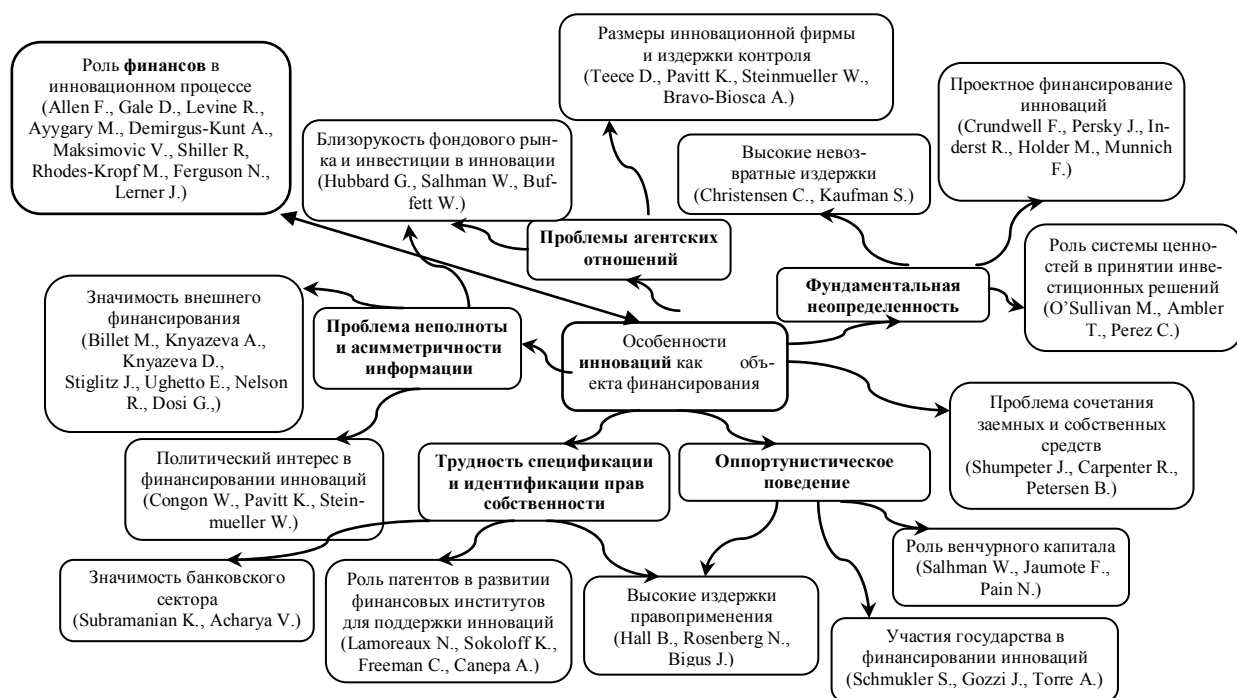 Роль финансов в
инновационном процессе
(Allen F., Gale D., Levine R.,
Ayygary M., Demirgus-Kunt A.,
Maksimovic V., Shiller R,
Rhodes-Kropf M., Ferguson N.,
Lerner J.)
Размеры инновационной фирмы
и издержки контроля
(Teece D., Pavitt K., Steinmueller W.,
Bravo-Biosca A.)
Проектное финансирование
инноваций
(Crundwell F., Persky J., In-
derst R., Holder M., Munnich
F.)
Близорукость фондового рын-
ка и инвестиции в инновации
(Hubbard G., Salhman W., Buf-
fett W.)
Высокие невоз-
вратные издержки
(Christensen C., Kaufman S.)
Проблемы агентских
отношений
Роль системы ценно-
стей в принятии инве-
стиционных решений
(O’Sullivan M., Ambler
T., Perez C.)
Фундаментальная
неопределенность
Значимость внешнего
финансирования
(Billet M., Knyazeva A.,
Knyazeva D.,
Stiglitz J., Ughetto E., Nelson
R., Dosi G.,)
Проблема неполноты
и асимметричности
информации
Особенности
инноваций как объ-
екта финансирования
Проблема сочетания
заемных и собственных
средств
(Shumpeter J., Carpenter R.,
Petersen B.)
Политический интерес в
финансировании инноваций
(Congon W., Pavitt K., Stein-
mueller W.)
Трудность спецификации
и идентификации прав
собственности
Оппортунистическое
поведение
Роль венчурного капитала
(Salhman W., Jaumote F.,
Pain N.)
Значимость банковского
сектора
(Subramanian K., Acharya V.)
Роль патентов в развитии
финансовых институтов
для поддержки инноваций
(Lamoreaux N., Sokoloff K.,
Freeman C., Canepa A.)
Высокие издержки
правоприменения
(Hall B., Rosenberg N.,
Bigus J.)
Участия государства в
финансировании инноваций
(Schmukler S., Gozzi J., Torre A.)